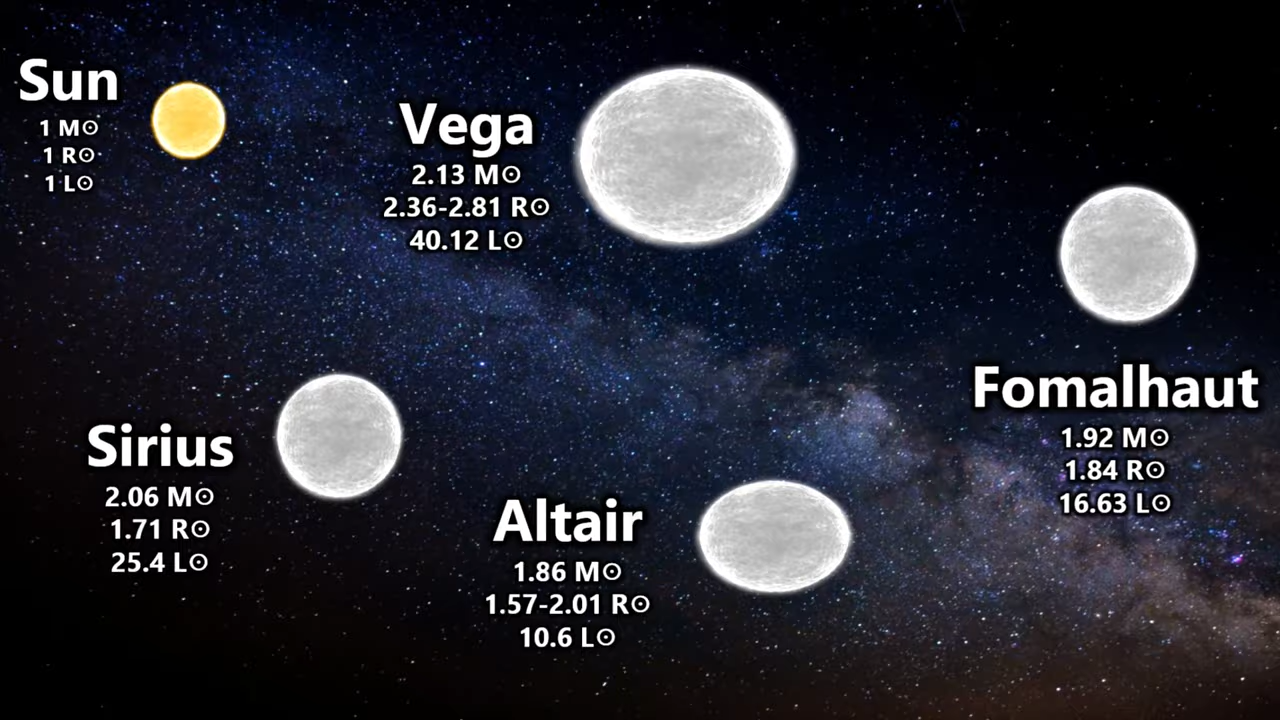 Sun
1 M☉
1 R☉
1 L☉
Vega
2.13 M☉
2.36-2.81 R☉
40.12 L☉
Fomalhaut
1.92 M☉
1.84 R☉
16.63 L☉
Sirius
2.06 M☉
1.71 R☉
25.4 L☉
Altair
1.86 M☉
1.57-2.01 R☉
10.6 L☉